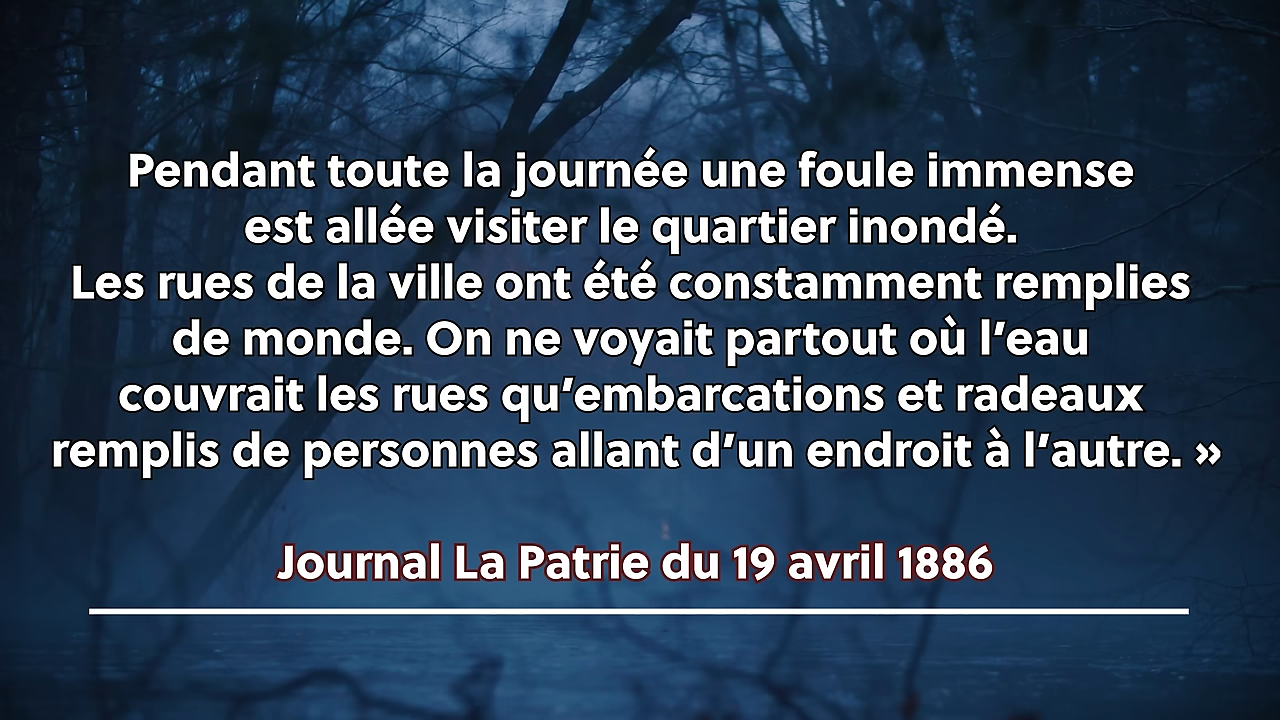 Pendant toute la journée une foule immense
est allée visiter le quartier inondé.
Les rues de la ville ont été constamment remplies
de monde. On ne voyait partout où l’eau
couvrait les rues qu’embarcations et radeaux
remplis de personnes allant d’un endroit à l’autre. »
Journal La Patrie du 19 avril 1886